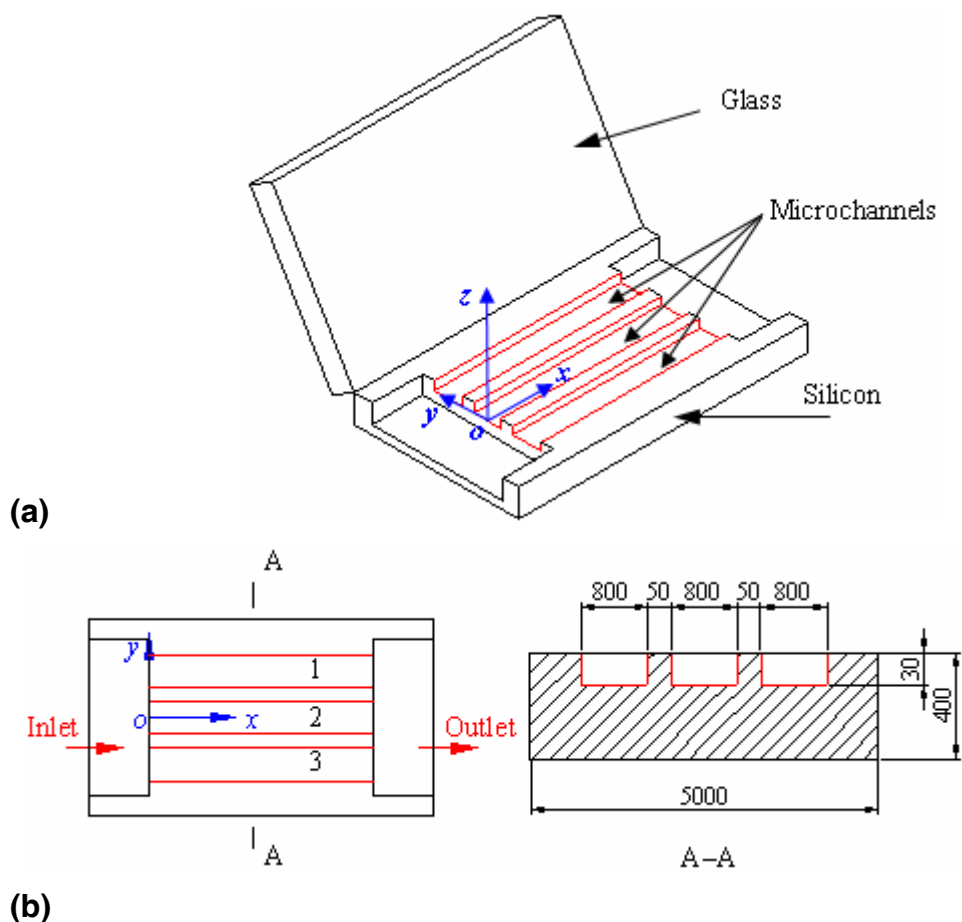 Glass
Microchannels
z
x
y
o
Silicon
(a)
A
800 50 800 50 800
y
1
30
400
o x 2
Inlet Outlet
3
5000
A
A–A
(b)